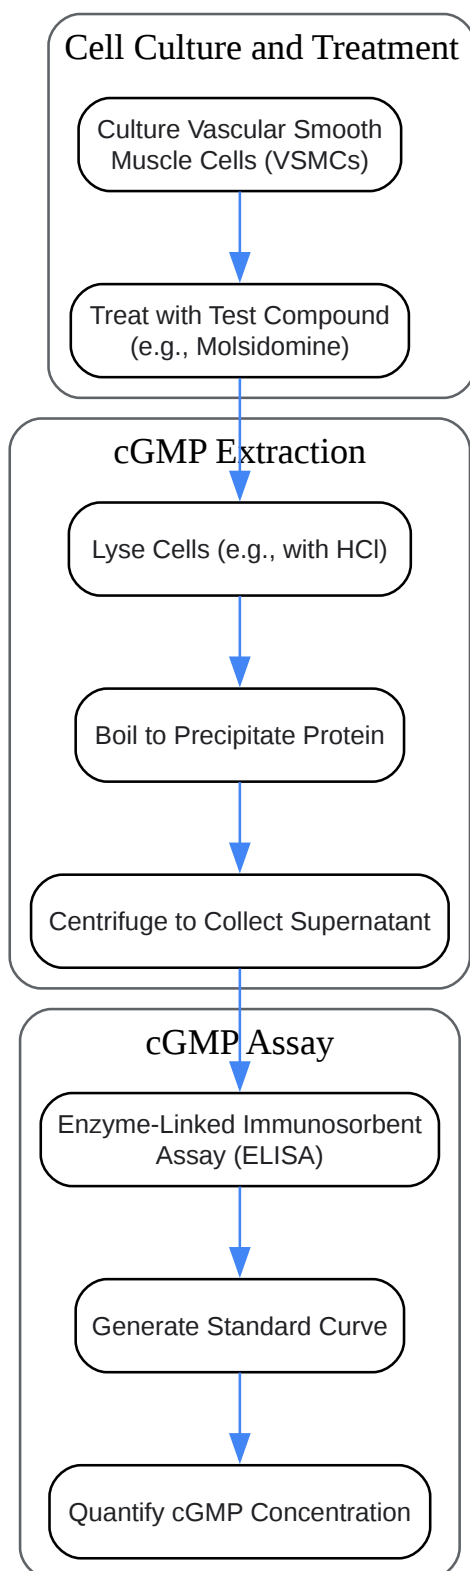 Cell Culture and Treatment
Culture Vascular Smooth
Muscle Cells (VSMCs)
Treat with Test Compound
(e.g., Molsidomine)
cGMP Extraction
Lyse Cells (e.g., with HCl)
Boil to Precipitate Protein
Centrifuge to Collect Supernatant
cGMP Assay
Enzyme-Linked Immunosorbent
Assay (ELISA)
Generate Standard Curve
Quantify cGMP Concentration